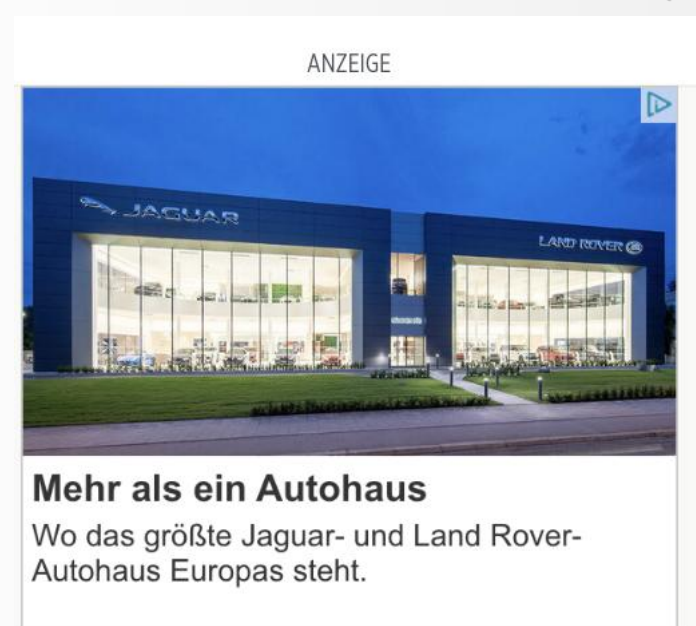 ANZEIGE
JAGUAR
LAND ROVER
Mehr als ein Autohaus
Wo das größte Jaguar- und Land Rover-
Autohaus Europas steht.